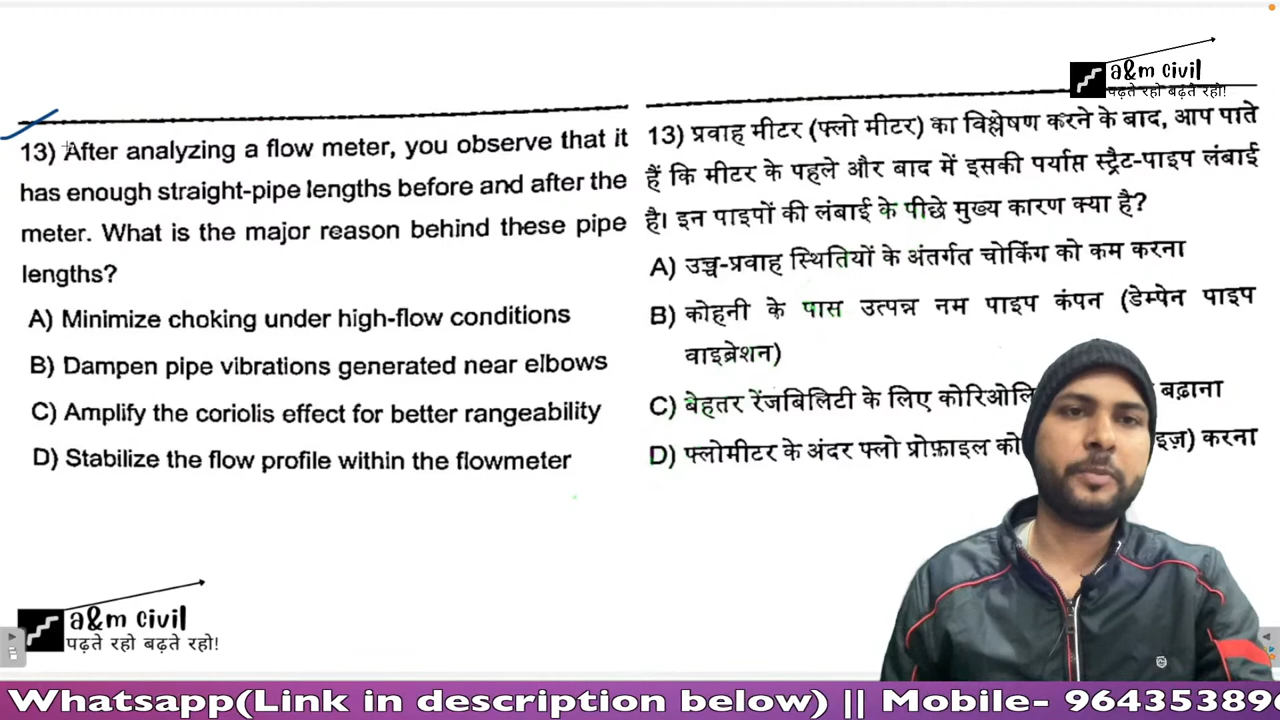 a&m civil
पढ़ते रहो बढ़ते रहो!
13) After analyzing a flow meter, you observe that it
has enough straight-pipe lengths before and after the
meter. What is the major reason behind these pipe
lengths?
A) Minimize choking under high-flow conditions
B) Dampen pipe vibrations generated near elbows
C) Amplify the coriolis effect for better rangeability
D) Stabilize the flow profile within the flowmeter
13) प्रवाह मीटर (फ्लो मीटर) का विश्लेषण करने के बाद, आप पाते
हैं कि मीटर के पहले और बाद में इसकी पर्याप्त स्ट्रैट-पाइप लंबाई
है। इन पाइपों की लंबाई के पीछे मुख्य कारण क्या है?
A) उच्च-प्रवाह स्थितियों के अंतर्गत चोकिंग को कम करना
B) कोहनी के पास उत्पन्न नम पाइप कंपन (डेम्पेन पाइप
वाइब्रेशन)
C) बेहतर रेंजबिलिटी के लिए बढ़ाना
D) फ्लोमीटर के अंदर फ्लो प्रोफ़ाइल को करना
a&m civil
पढ़ते रहो बढ़ते रहो!
Whatsapp(Link in description below) || Mobile- 96435389